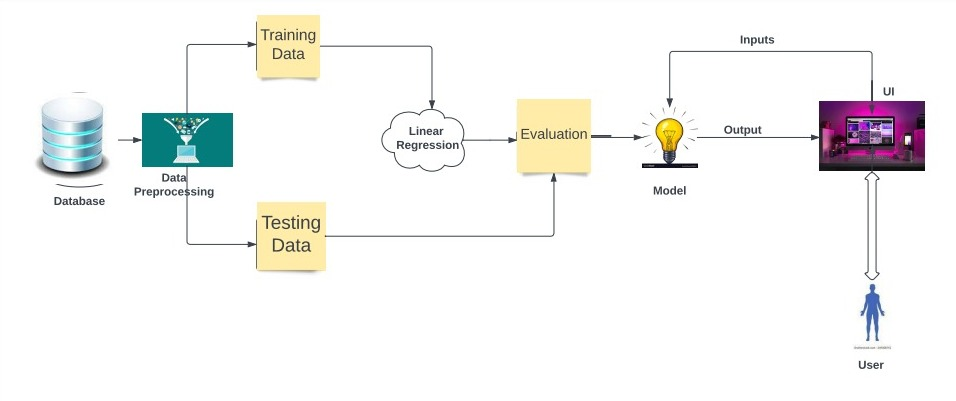 Training
Data
Inputs
UI
Linear
Regression
Evaluation
Output
Data
Preprocessing
Database
Model
Testing
Data
User